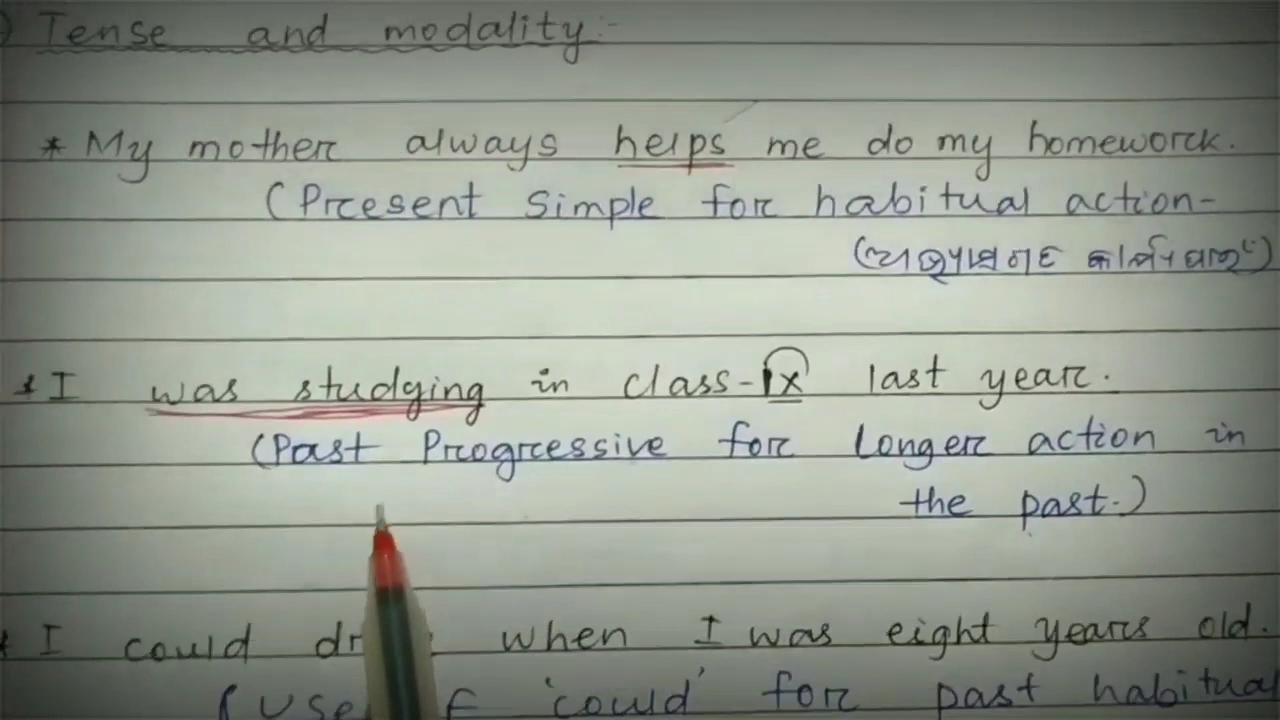 Tense and modality:-
* My mother always helps me do my homework.
(Present Simple for habitual action-
* I was studying in class-IX last year.
(Past Progressive for longer action in
the past.)
* I could when I was eight years old.
(Use 'could' for past habitual